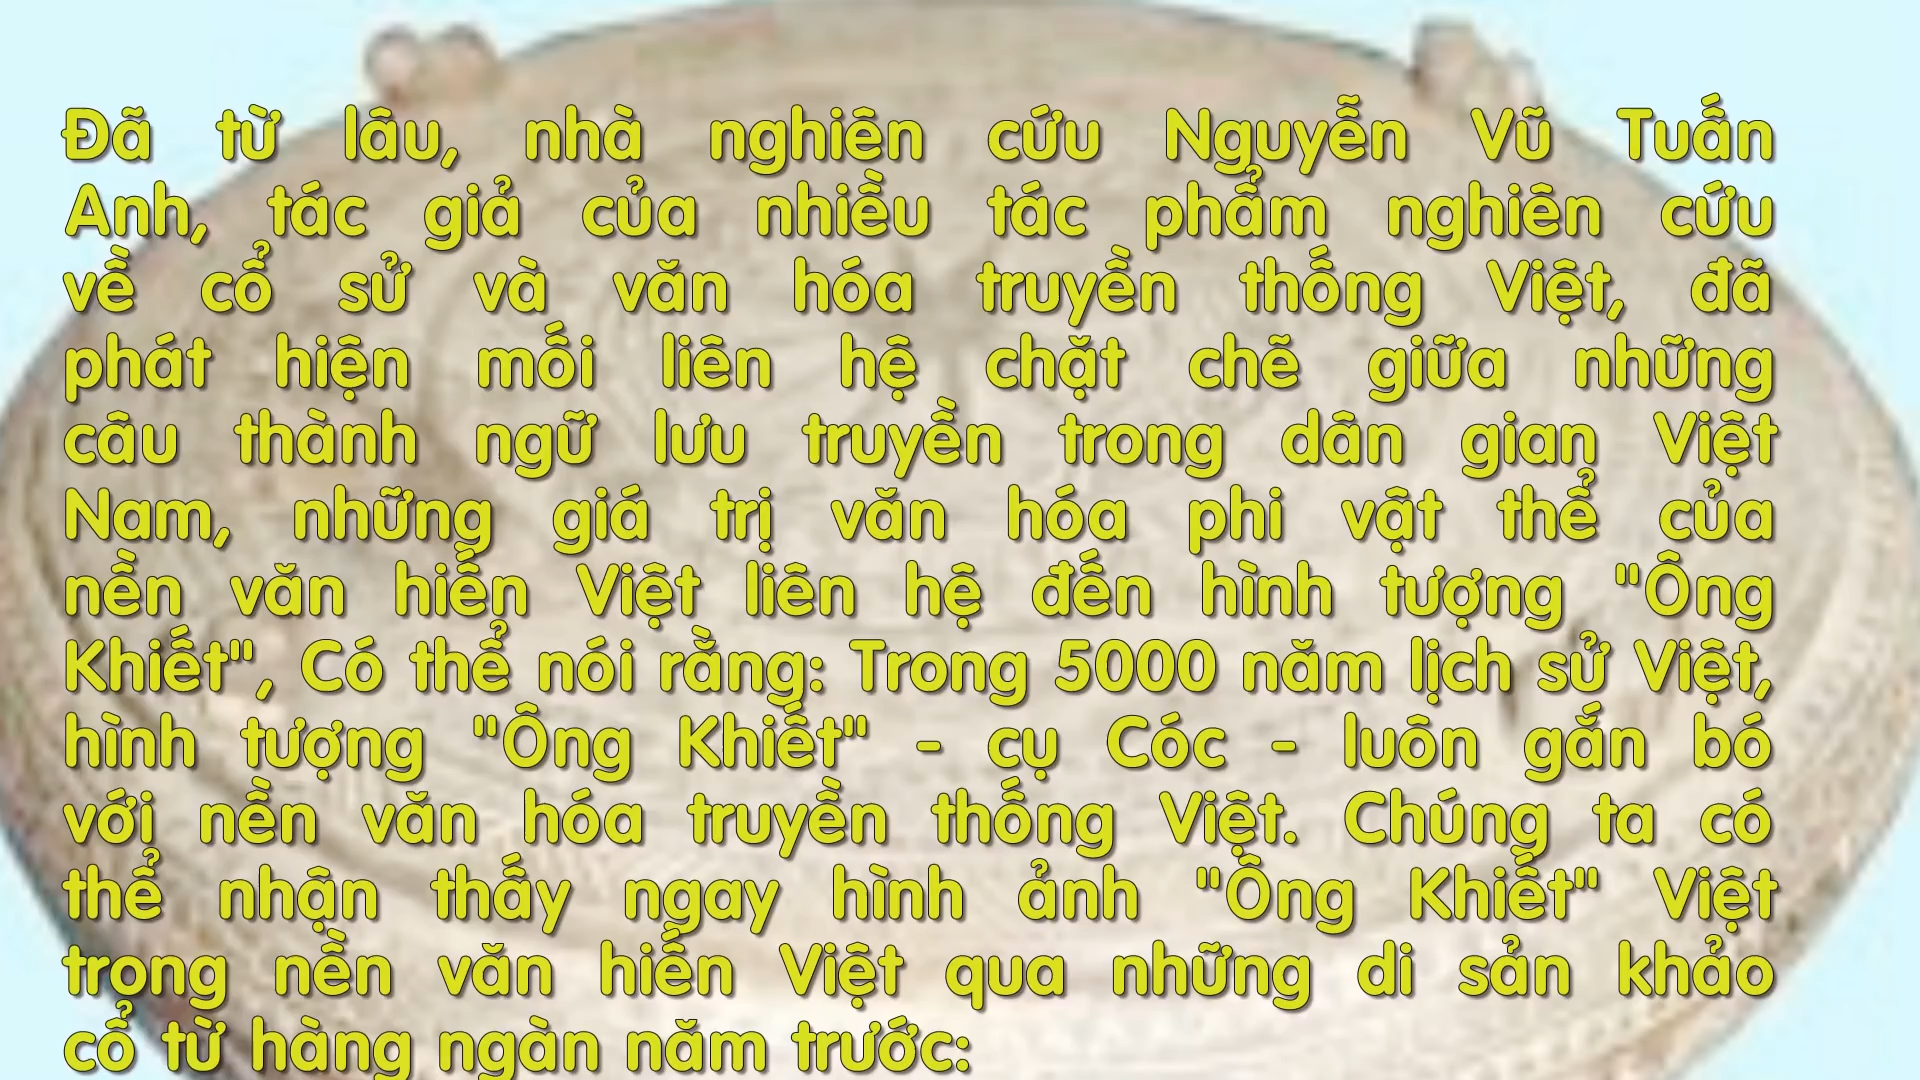 Đã từ lâu, nhà nghiên cứu Nguyễn Vũ Tuấn
Anh, tác giả của nhiều tác phẩm nghiên cứu
về cổ sử và văn hóa truyền thống Việt, đã
phát hiện mối liên hệ chặt chẽ giữa những
câu thành ngữ lưu truyền trong dân gian Việt
Nam, những giá trị văn hóa phi vật thể của
nền văn hiến Việt liên hệ đến hình tượng "Ông
Khiết", Có thể nói rằng: Trong 5000 năm lịch sử Việt,
hình tượng "Ông Khiết" - cụ Cóc - luôn gắn bó
với nền văn hóa truyền thống Việt. Chúng ta có
thể nhận thấy ngay hình ảnh "Ông Khiết" Việt
trong nền văn hiến Việt qua những di sản khảo
cổ từ hàng ngàn năm trước: